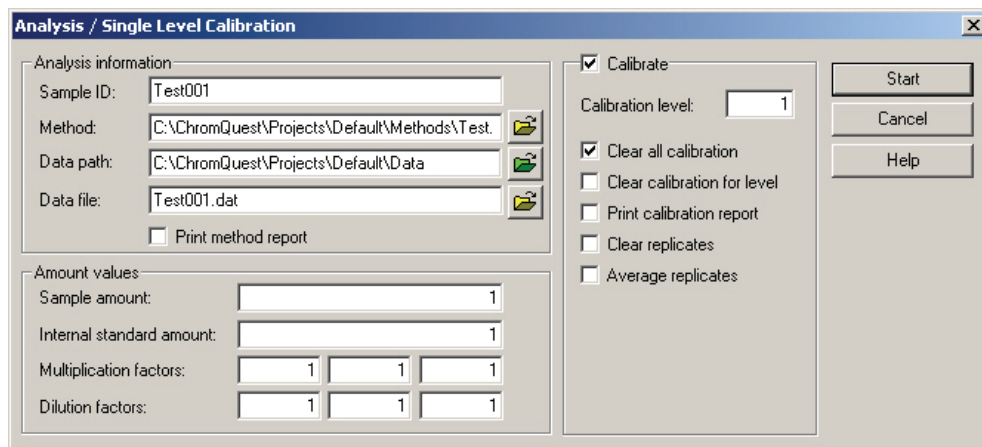 Analysis / Single Level Calibration
Analysis information
Sample ID: Test001
Method: C:\ChromQuest\Projects\Default\Methods\Test.
Data path: C:\ChromQuest\Projects\Default\Data
Data file: Test001.dat
Print method report
Amount values
Sample amount: 1
Internal standard amount: 1
Multiplication factors: 1 1 1
Dilution factors: 1 1 1
Calibrate
Calibration level: 1
Clear all calibration
Clear calibration for level
Print calibration report
Clear replicates
Average replicates
Start
Cancel
Help